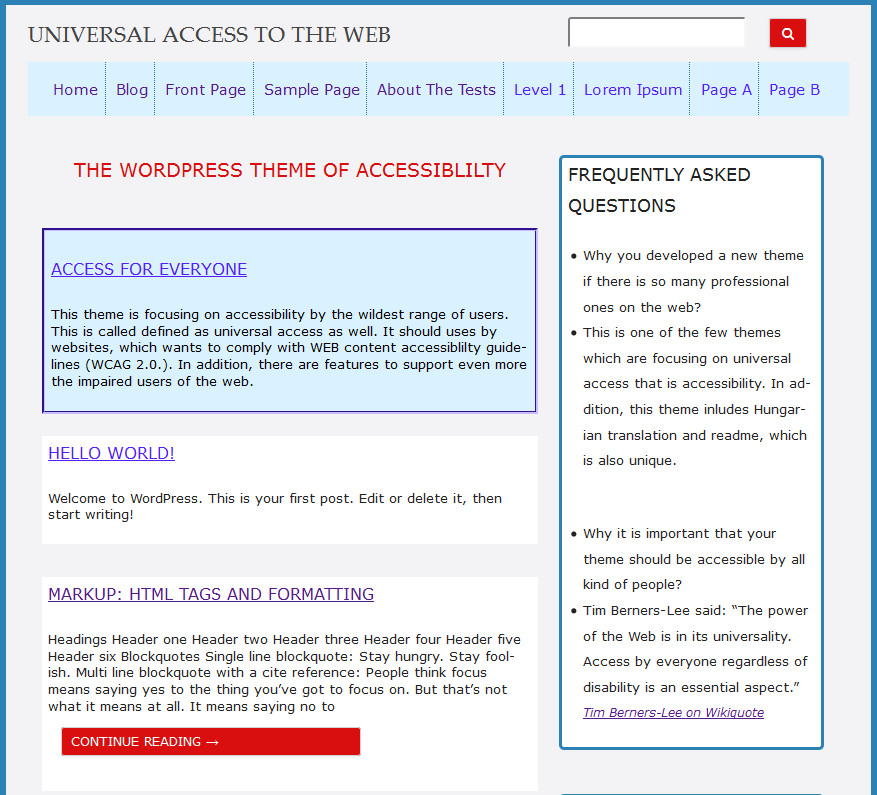 UNIVERSAL ACCESS TO THE WEB
Home Blog Front Page Sample Page About The Tests Level 1 Lorem Ipsum Page A Page B
THE WORDPRESS THEME OF ACCESSIBLILTY
ACCESS FOR EVERYONE
This theme is focusing on accessibility by the wildest range of users.
This is called defined as universal access as well. It should uses by
websites, which wants to comply with WEB content accessiblilty guide-
lines (WCAG 2.0.). In addition, there are features to support even more
the impaired users of the web.
HELLO WORLD!
Welcome to WordPress. This is your first post. Edit or delete it, then
start writing!
MARKUP: HTML TAGS AND FORMATTING
Headings Header one Header two Header three Header four Header five
Header six Blockquotes Single line blockquote: Stay hungry. Stay fool-
ish. Multi line blockquote with a cite reference: People think focus
means saying yes to the thing you’ve got to focus on. But that’s not
what it means at all. It means saying no to
CONTINUE READING →
FREQUENTLY ASKED
QUESTIONS
• Why you developed a new theme
if there is so many professional
ones on the web?
• This is one of the few themes
which are focusing on universal
access that is accessibility. In ad-
dition, this theme inludes Hungar-
ian translation and readme, which
is also unique.
• Why it is important that your
theme should be accessible by all
kind of people?
• Tim Berners-Lee said: “The power
of the Web is in its universality.
Access by everyone regardless of
disability is an essential aspect.”
Tim Berners-Lee on Wikiquote